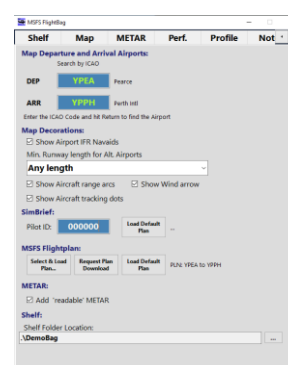 MSFS FlightBag
Shelf Map METAR Perf. Profile Not
Map Departure and Arrival Airports:
Search by ICAO
DEP YPEA Pearce
ARR YPPH Perth Intl
Enter the ICAO Code and hit Return to find the Airport
Map Decorations:
Show Airport IFR Navaids
Min. Runway length for Alt. Airports
Any length
Show Aircraft range arcs Show Wind arrow
Show Aircraft tracking dots
SimBrief:
Pilot ID: 000000 Load Default Plan ...
MSFS Flightplan:
Select & Load Plan... Request Plan Download Load Default Plan PLN: YPEA to YPPH
METAR:
Add 'readable' METAR
Shelf:
Shelf Folder Location:
.\DemoBag ...